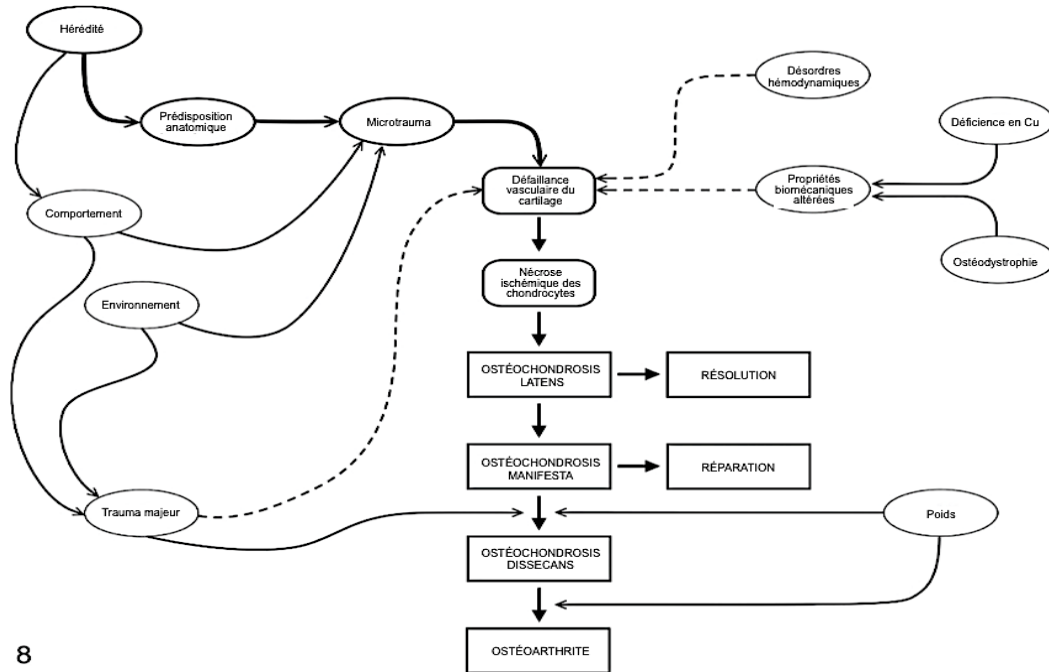 Hérédité
Désordres
hémodynamiques
Prédisposition
anatomique
Microtrauma
Déficience en Cu
Défaillance
vasculaire du
cartilage
Propriétés
biomécaniques
altérées
Comportement
Ostéodystrophie
Nécrose
ischémique des
chondrocytes
Environnement
OSTÉOCHONDROSIS
LATENS
RÉSOLUTION
OSTÉOCHONDROSIS
MANIFESTA
RÉPARATION
Trauma majeur
Poids
OSTÉOCHONDROSIS
DISSECANS
OSTÉOARTHRITE
8